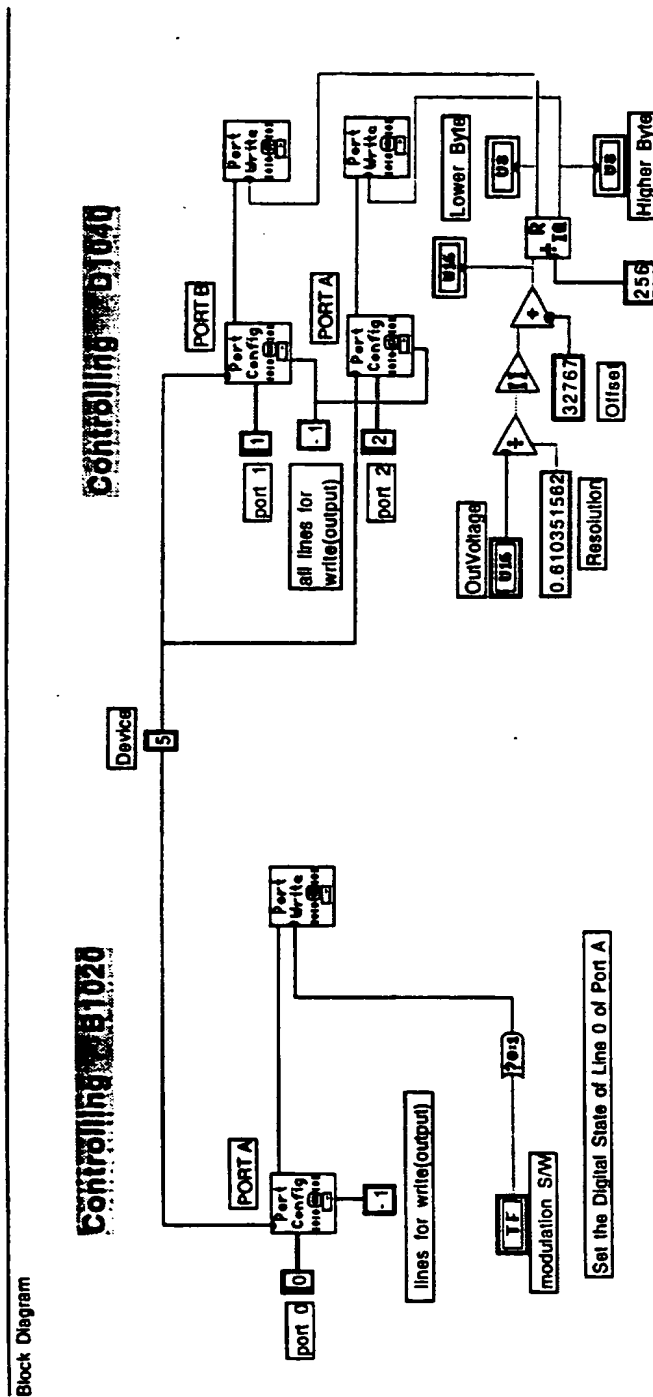 Block Diagram
Controlling WB1020
Controlling WD1040
Device
5
PORT A
Port
Config
0
port 0
-1
lines for write(output)
Port
Write
TF
modulation S/W
?0:1
Set the Digital State of Line 0 of Port A
PORT B
Port
Config
1
port 1
Port
Write
-1
all lines for
write(output)
PORT A
Port
Config
2
port 2
Port
Write
OutVoltage
U16
0.610351562
Resolution
÷
32767
Offset
+
U16
R
÷
IQ
256
Lower Byte
U8
U8
Higher Byte